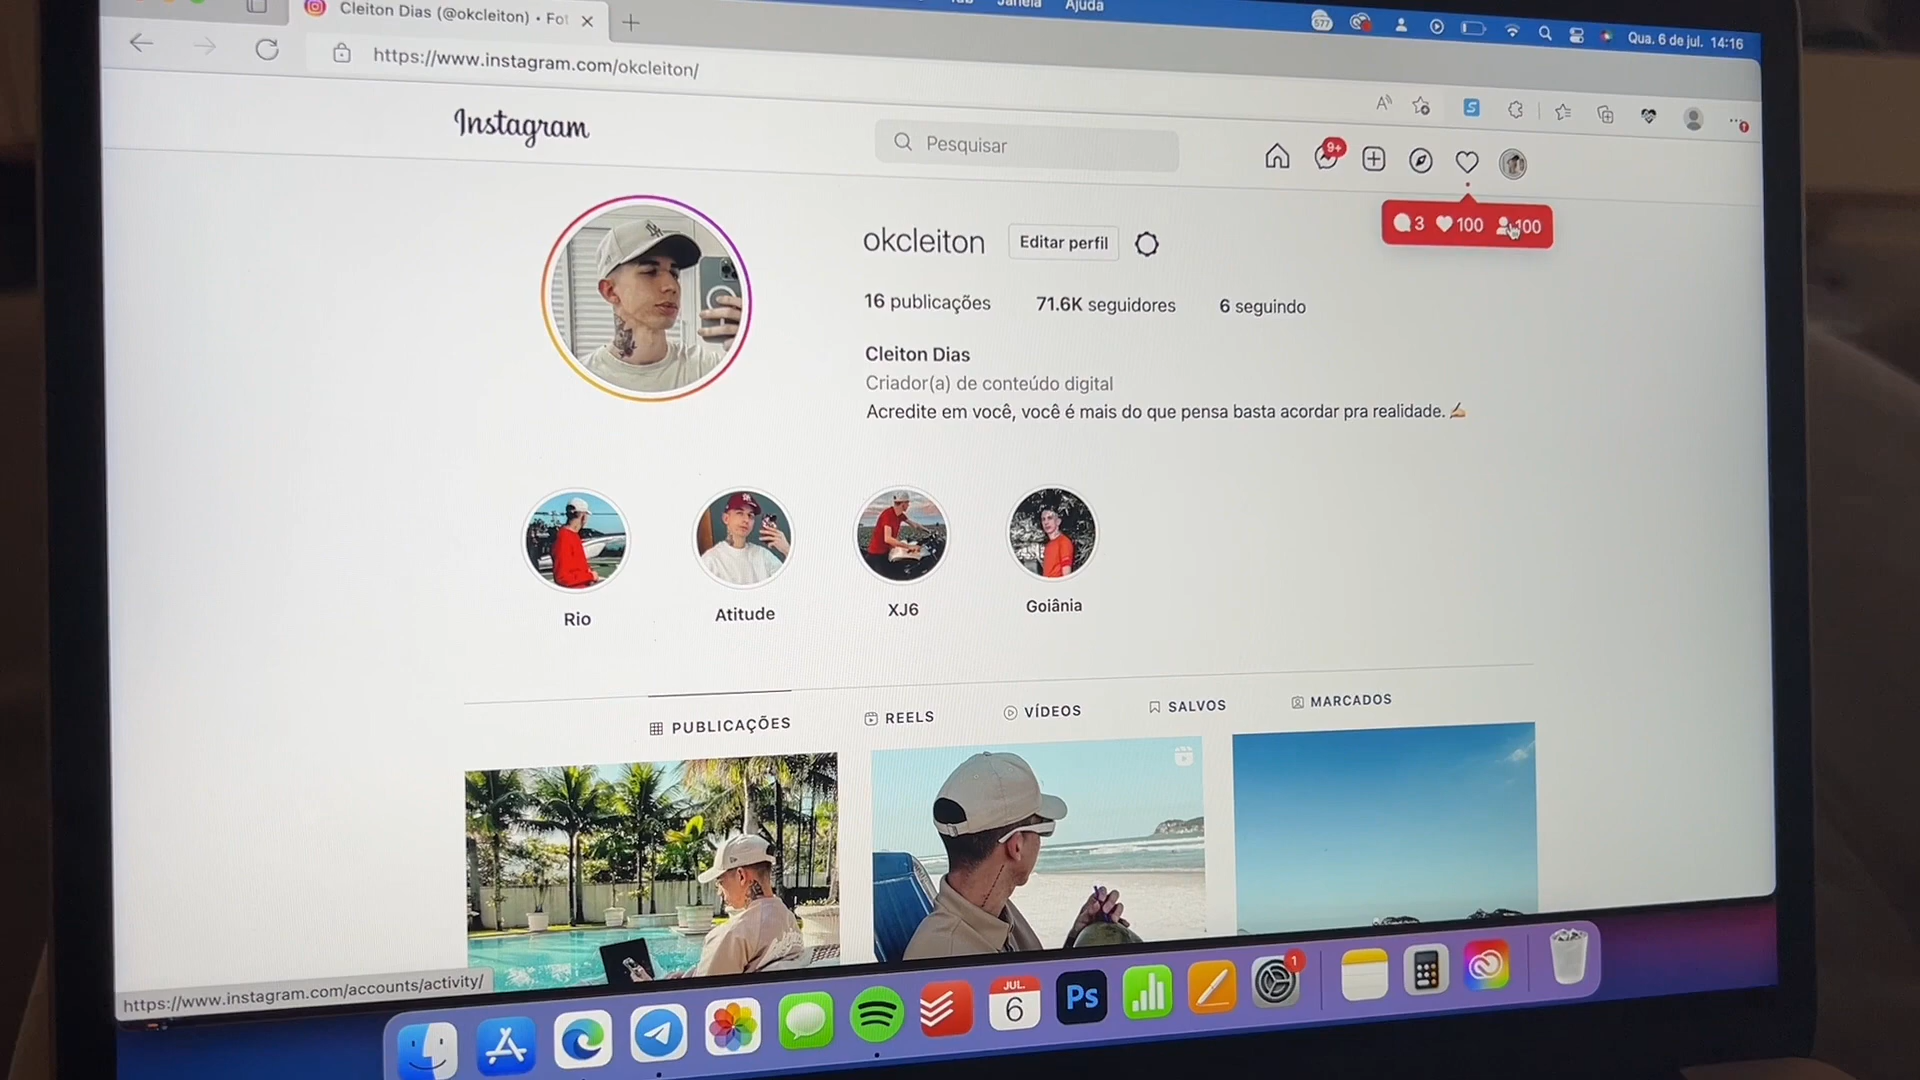 Janela
Ajuda
577
Qua. 6 de jul. 14:16
Cleiton Dias (@okcleiton) • Fot
https://www.instagram.com/okcleiton/
Instagram
Pesquisar
9+
3 100 100
okcleiton
Editar perfil
16 publicações 71.6K seguidores 6 seguindo
Cleiton Dias
Criador(a) de conteúdo digital
Acredite em você, você é mais do que pensa basta acordar pra realidade.
Rio
Atitude
XJ6
Goiânia
PUBLICAÇÕES
REELS
VÍDEOS
SALVOS
MARCADOS
https://www.instagram.com/accounts/activity/
JUL.
6
Ps
1